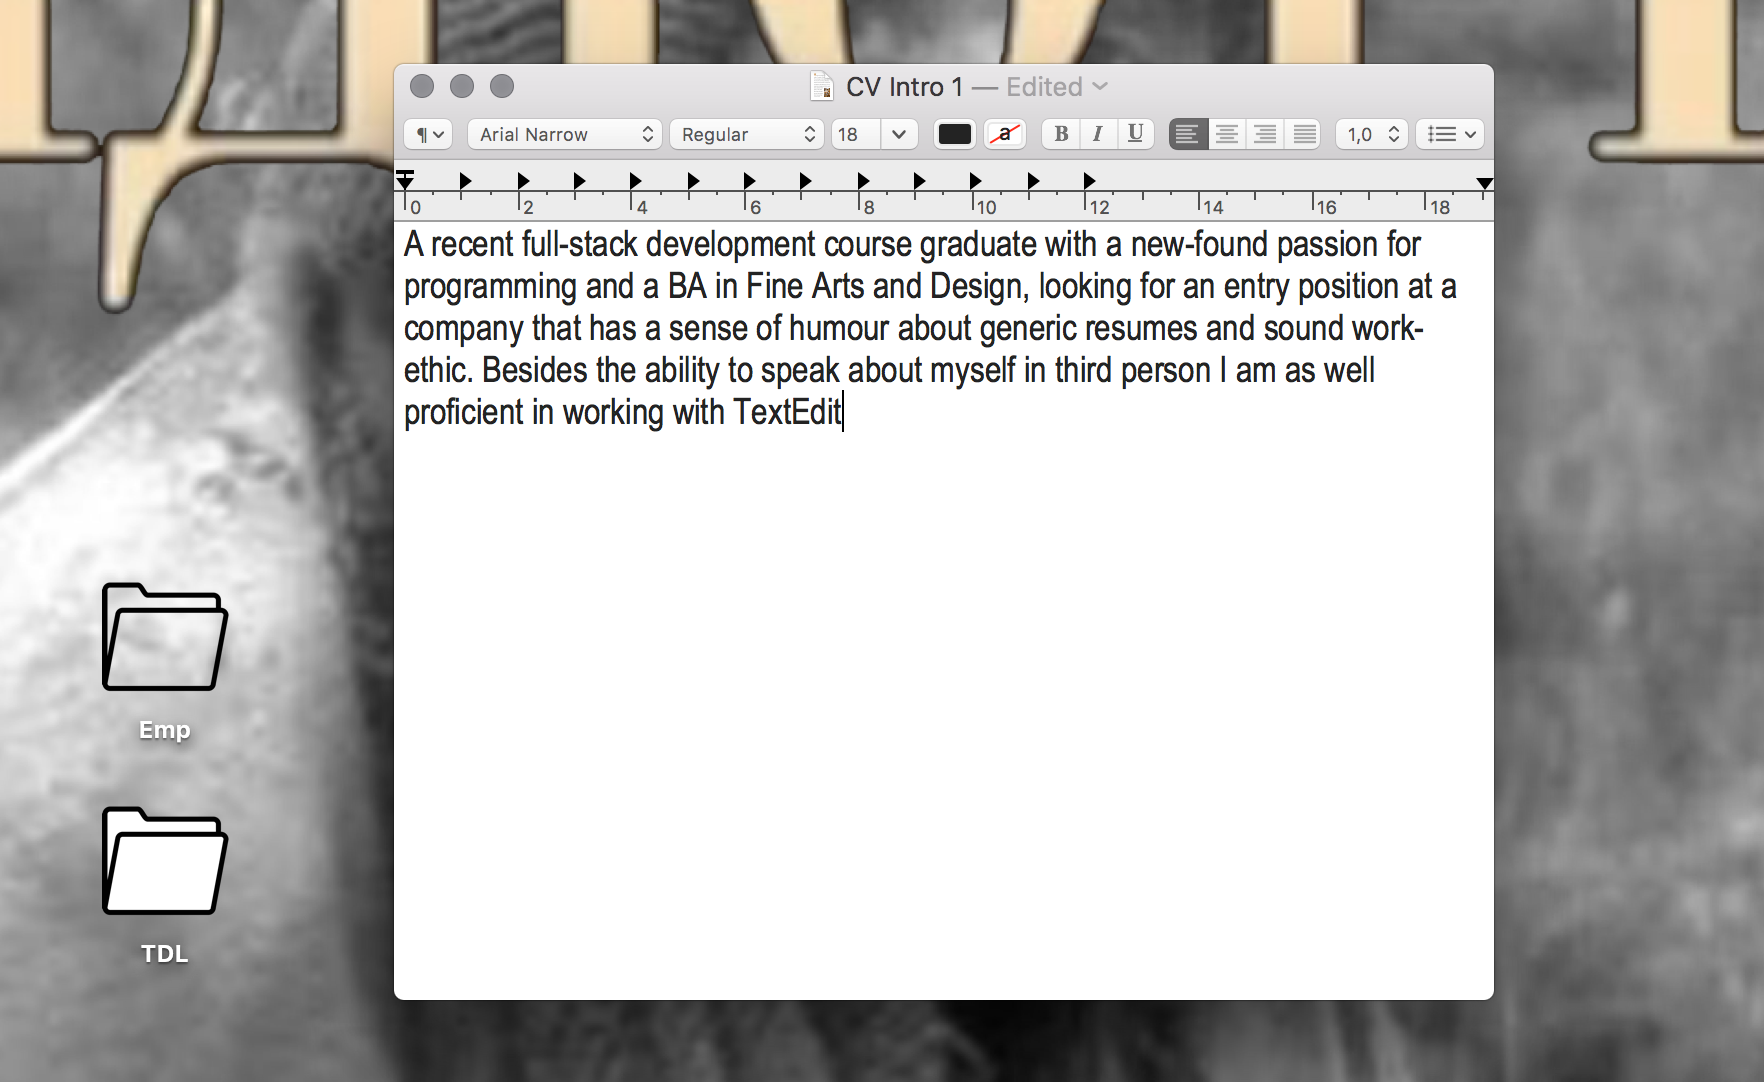 CV Intro 1 — Edited
¶ Arial Narrow Regular 18 a B I U 1,0
0 2 4 6 8 10 12 14 16 18
A recent full-stack development course graduate with a new-found passion for
programming and a BA in Fine Arts and Design, looking for an entry position at a
company that has a sense of humour about generic resumes and sound work-
ethic. Besides the ability to speak about myself in third person I am as well
proficient in working with TextEdit
Emp
TDL